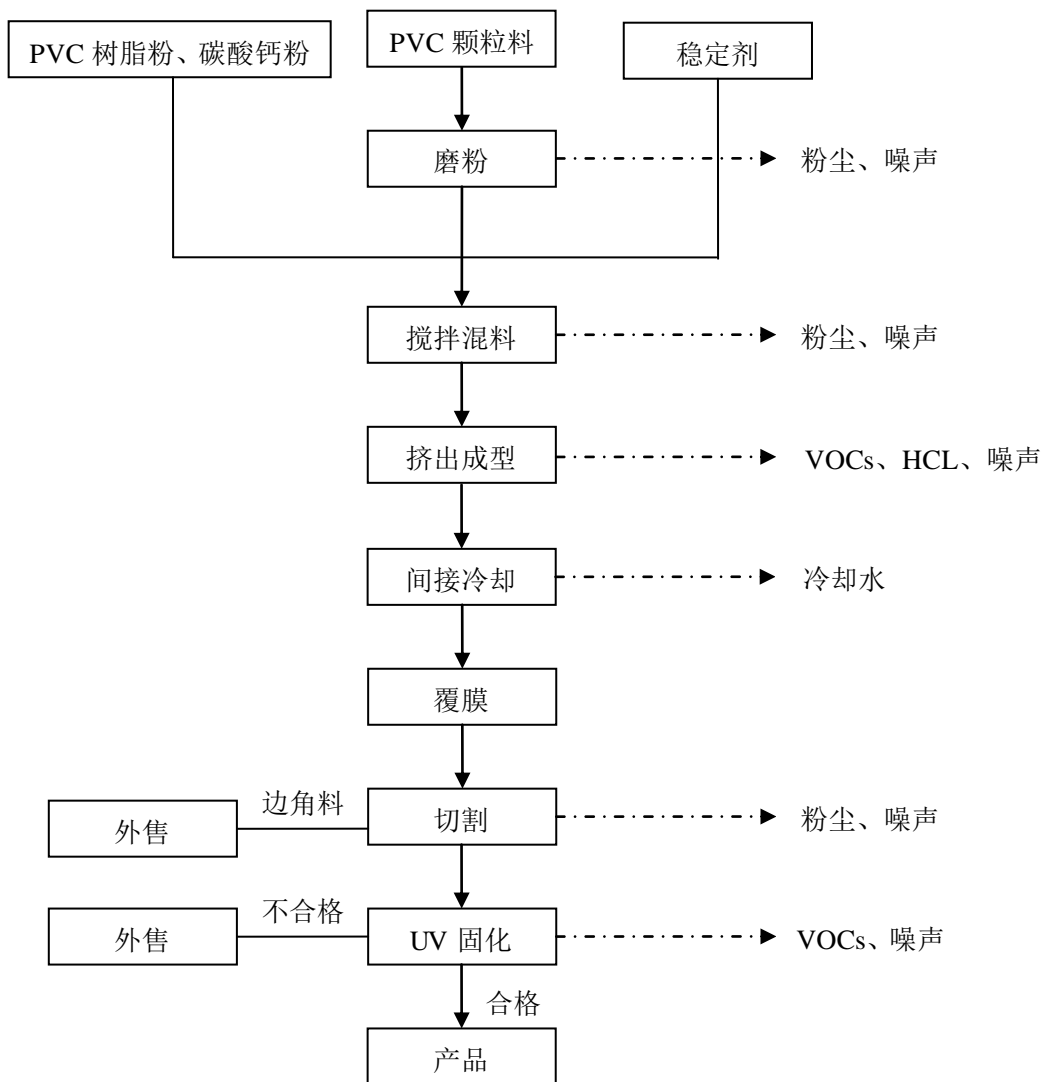 PVC 树脂粉、碳酸钙粉
PVC 颗粒料
稳定剂
磨粉
粉尘、噪声
搅拌混料
粉尘、噪声
挤出成型
VOCs、HCL、噪声
间接冷却
冷却水
覆膜
外售
边角料
切割
粉尘、噪声
外售
不合格
UV 固化
VOCs、噪声
合格
产品